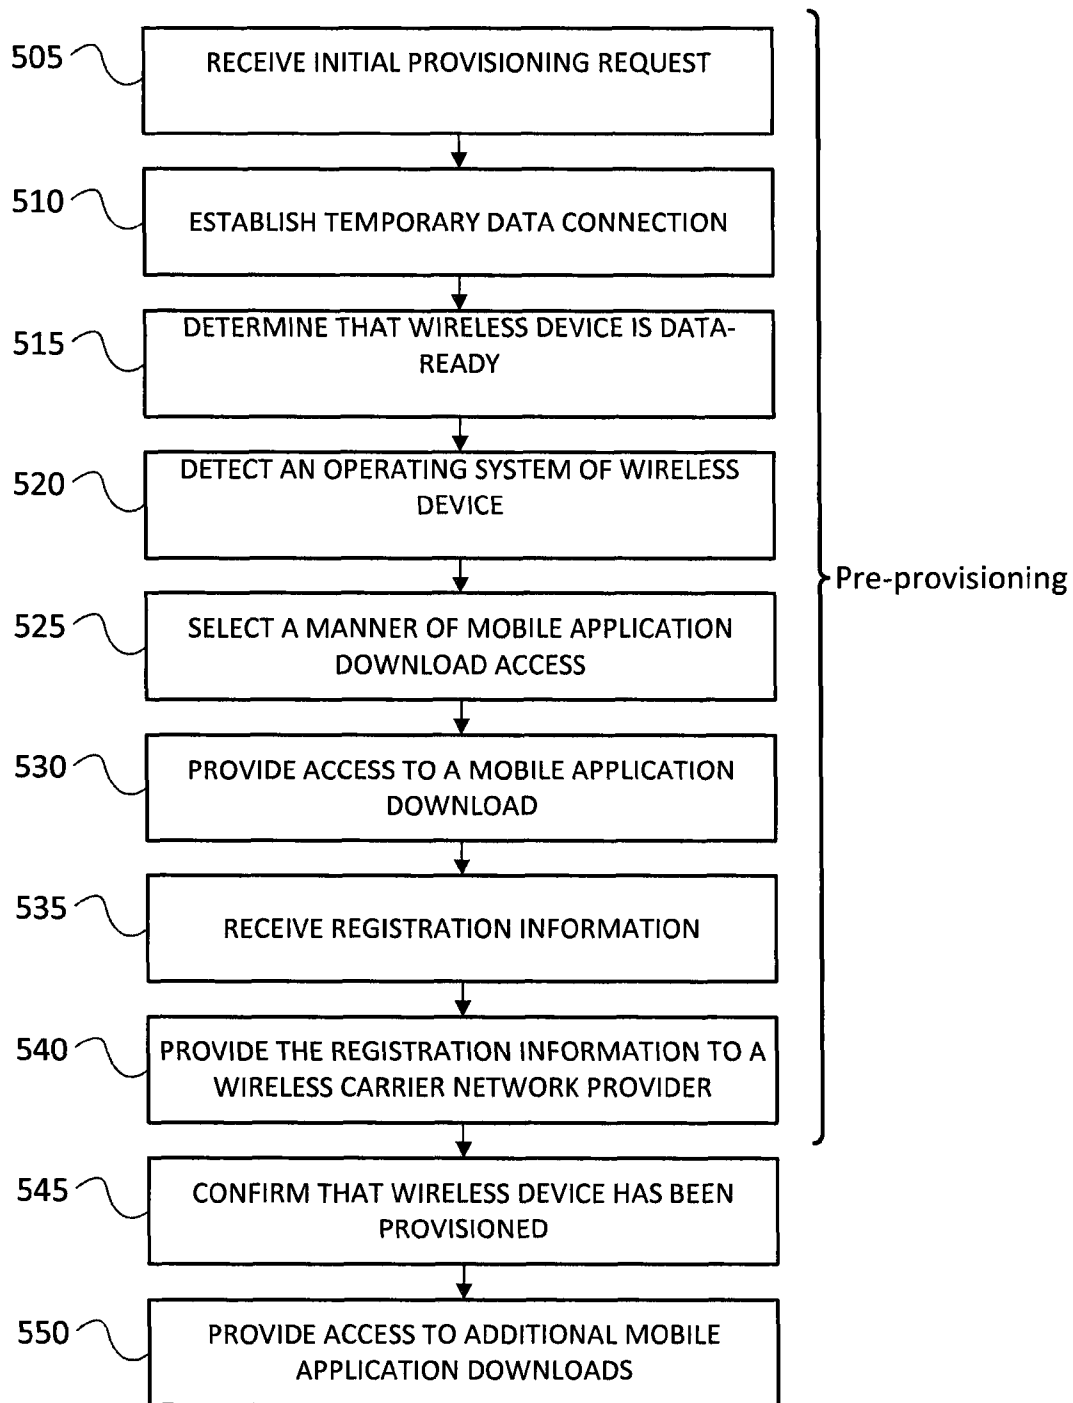 505
RECEIVE INITIAL PROVISIONING REQUEST
510
ESTABLISH TEMPORARY DATA CONNECTION
515
DETERMINE THAT WIRELESS DEVICE IS DATA-
READY
520
DETECT AN OPERATING SYSTEM OF WIRELESS
DEVICE
Pre-provisioning
525
SELECT A MANNER OF MOBILE APPLICATION
DOWNLOAD ACCESS
530
PROVIDE ACCESS TO A MOBILE APPLICATION
DOWNLOAD
535
RECEIVE REGISTRATION INFORMATION
540
PROVIDE THE REGISTRATION INFORMATION TO A
WIRELESS CARRIER NETWORK PROVIDER
545
CONFIRM THAT WIRELESS DEVICE HAS BEEN
PROVISIONED
550
PROVIDE ACCESS TO ADDITIONAL MOBILE
APPLICATION DOWNLOADS